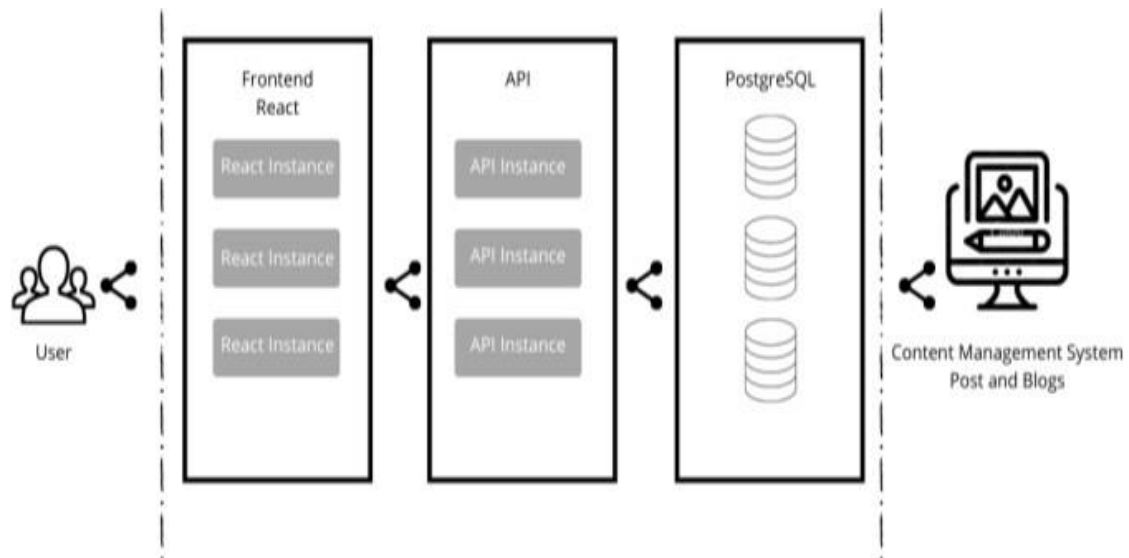 Frontend
React
React Instance
React Instance
React Instance
API
API Instance
API Instance
API Instance
PostgreSQL
User
Content Management System
Post and Blogs